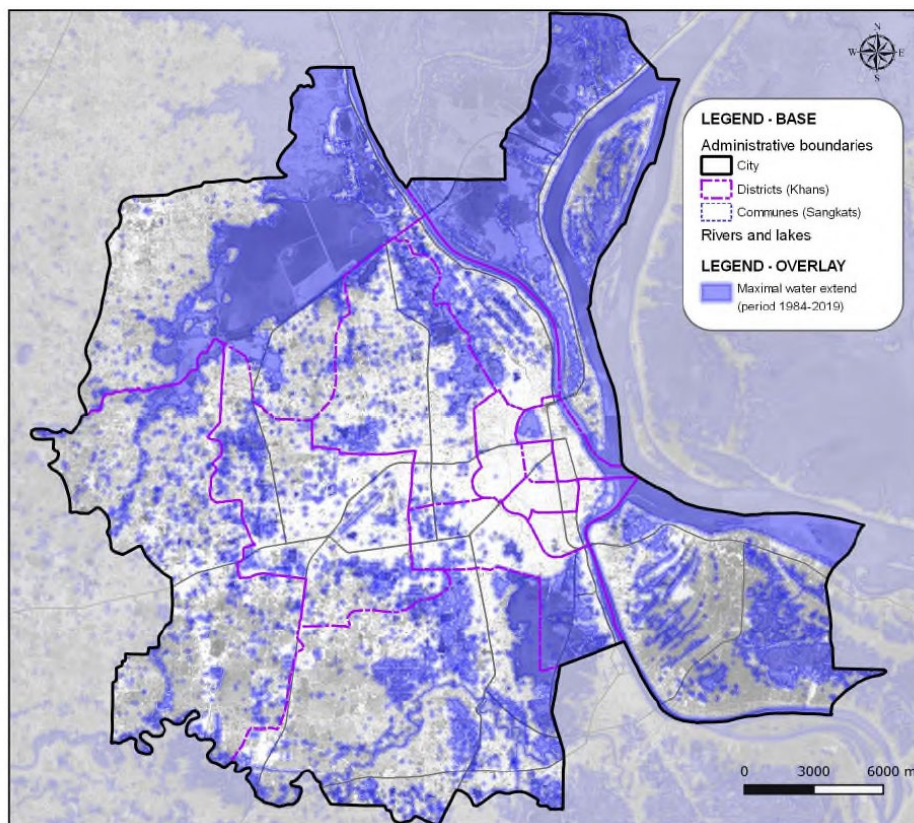 N
W E
S
LEGEND - BASE
Administrative boundaries
City
Districts (Khans)
Communes (Sangkats)
Rivers and lakes
LEGEND - OVERLAY
Maximal water extend
(period 1984-2019)
0 3000 6000 m